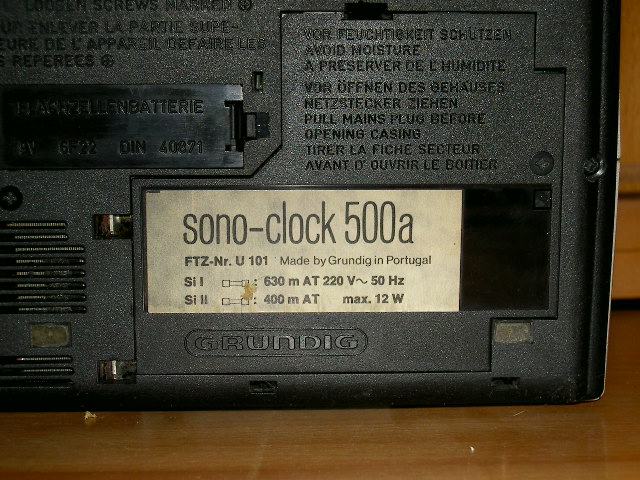 LOOSEN SCREWS MARKED
UR ENLEVER LA PARTIE SUPE-
EURE DE L'APPAREIL DEFAIRE LES
S REPEREES
FLACHZELLENBATTERIE
9V 6F22 DIN 40871
VOR FEUCHTIGKEIT SCHÜTZEN
AVOID MOISTURE
A PRESERVER DE L'HUMIDITE
VOR ÖFFNEN DES GEHÄUSES
NETZSTECKER ZIEHEN
PULL MAINS PLUG BEFORE
OPENING CASING
TIRER LA FICHE SECTEUR
AVANT D'OUVRIR LE BOITIER
sono-clock 500a
FTZ-Nr. U 101 Made by Grundig in Portugal
Si I : 630 m AT 220 V~ 50 Hz
Si II : 400 m AT max. 12 W
GRUNDIG